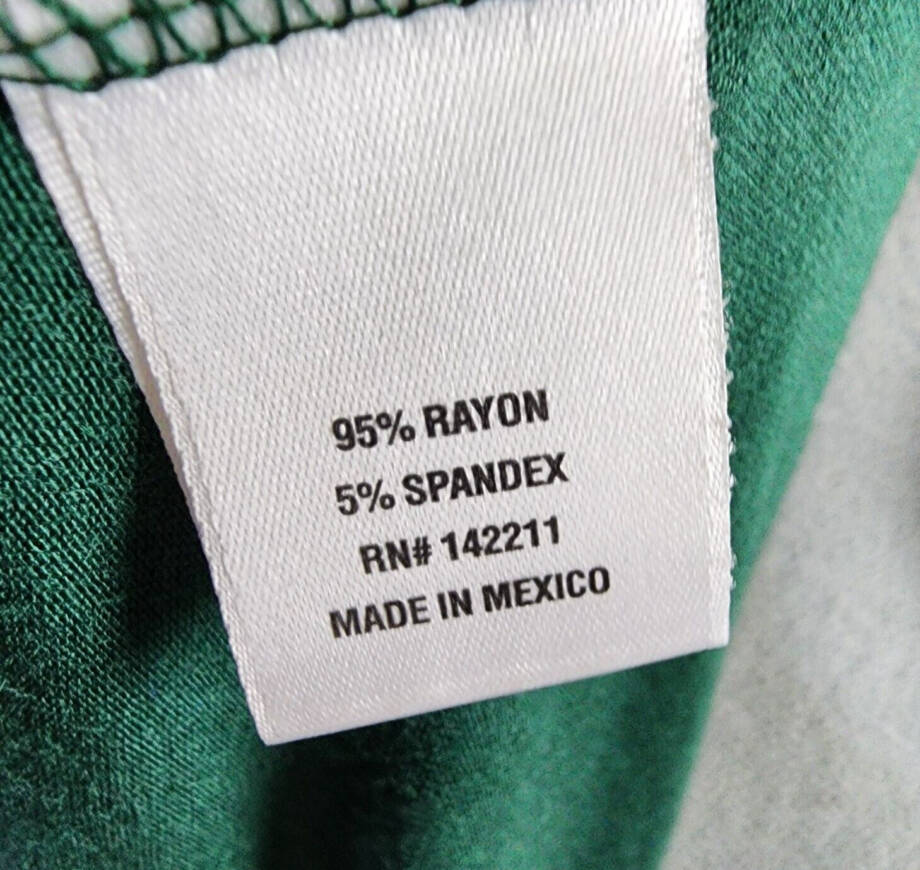 95% RAYON
5% SPANDEX
RN# 142211
MADE IN MEXICO